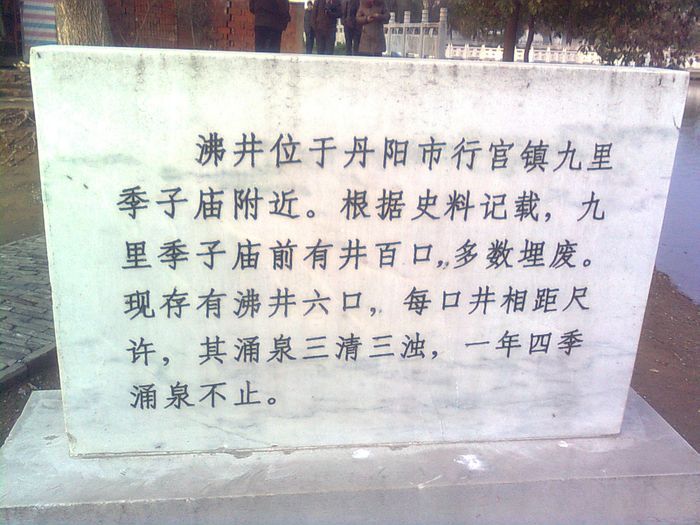 沸井位于丹阳市行宫镇九里
季子庙附近。根据史料记载，九
里季子庙前有井百口，多数埋废。
现存有沸井六口，每口井相距尺
许，其涌泉三清三浊，一年四季
涌泉不止。